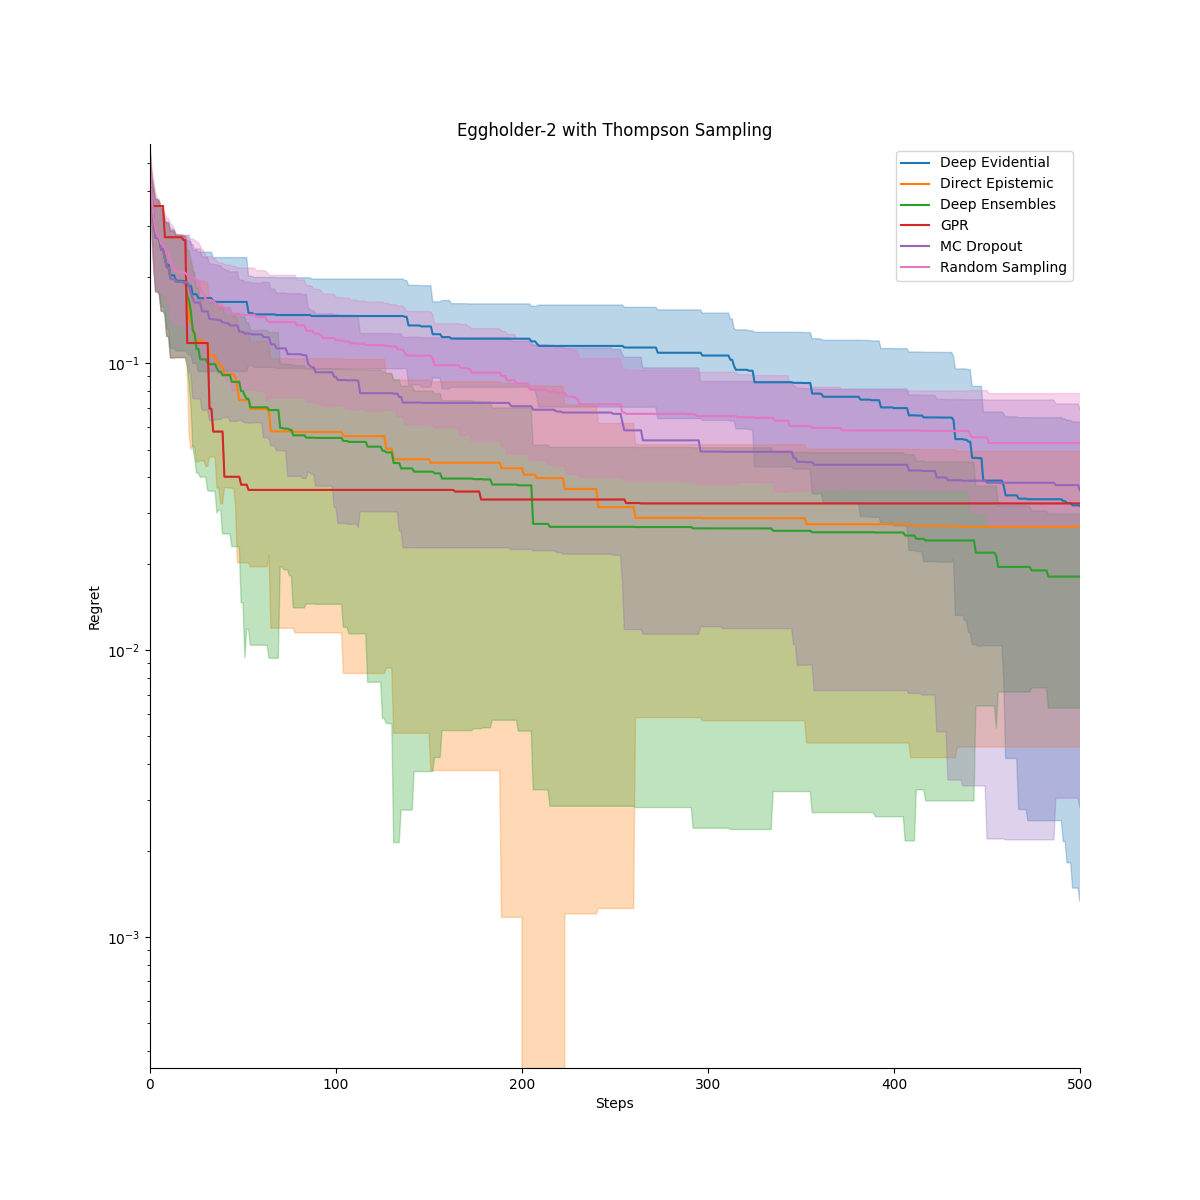 Eggholder-2 with Thompson Sampling
Deep Evidential
Direct Epistemic
Deep Ensembles
GPR
MC Dropout
Random Sampling
Regret
10⁻¹
10⁻²
10⁻³
0 100 200 300 400 500
Steps